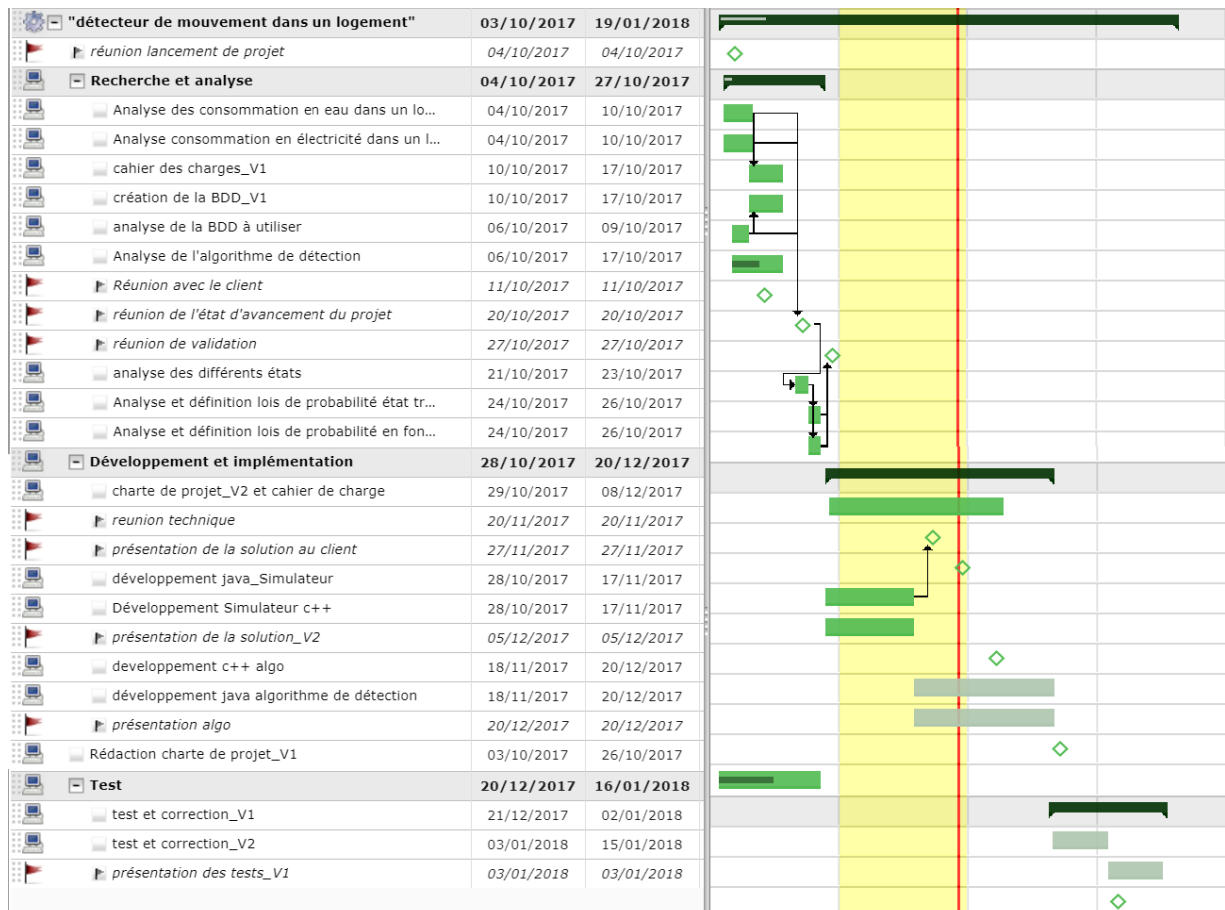 "détecteur de mouvement dans un logement" 03/10/2017 19/01/2018
réunion lancement de projet 04/10/2017 04/10/2017
Recherche et analyse 04/10/2017 27/10/2017
Analyse des consommation en eau dans un lo... 04/10/2017 10/10/2017
Analyse consommation en électricité dans un l... 04/10/2017 10/10/2017
cahier des charges_V1 10/10/2017 17/10/2017
création de la BDD_V1 10/10/2017 17/10/2017
analyse de la BDD à utiliser 06/10/2017 09/10/2017
Analyse de l'algorithme de détection 06/10/2017 17/10/2017
Réunion avec le client 11/10/2017 11/10/2017
réunion de l'état d'avancement du projet 20/10/2017 20/10/2017
réunion de validation 27/10/2017 27/10/2017
analyse des différents états 21/10/2017 23/10/2017
Analyse et définition lois de probabilité état tr... 24/10/2017 26/10/2017
Analyse et définition lois de probabilité en fon... 24/10/2017 26/10/2017
Développement et implémentation 28/10/2017 20/12/2017
charte de projet_V2 et cahier de charge 29/10/2017 08/12/2017
reunion technique 20/11/2017 20/11/2017
présentation de la solution au client 27/11/2017 27/11/2017
développement java_Simulateur 28/10/2017 17/11/2017
Développement Simulateur c++ 28/10/2017 17/11/2017
présentation de la solution_V2 05/12/2017 05/12/2017
developpement c++ algo 18/11/2017 20/12/2017
développement java algorithme de détection 18/11/2017 20/12/2017
présentation algo 20/12/2017 20/12/2017
Rédaction charte de projet_V1 03/10/2017 26/10/2017
Test 20/12/2017 16/01/2018
test et correction_V1 21/12/2017 02/01/2018
test et correction_V2 03/01/2018 15/01/2018
présentation des tests_V1 03/01/2018 03/01/2018